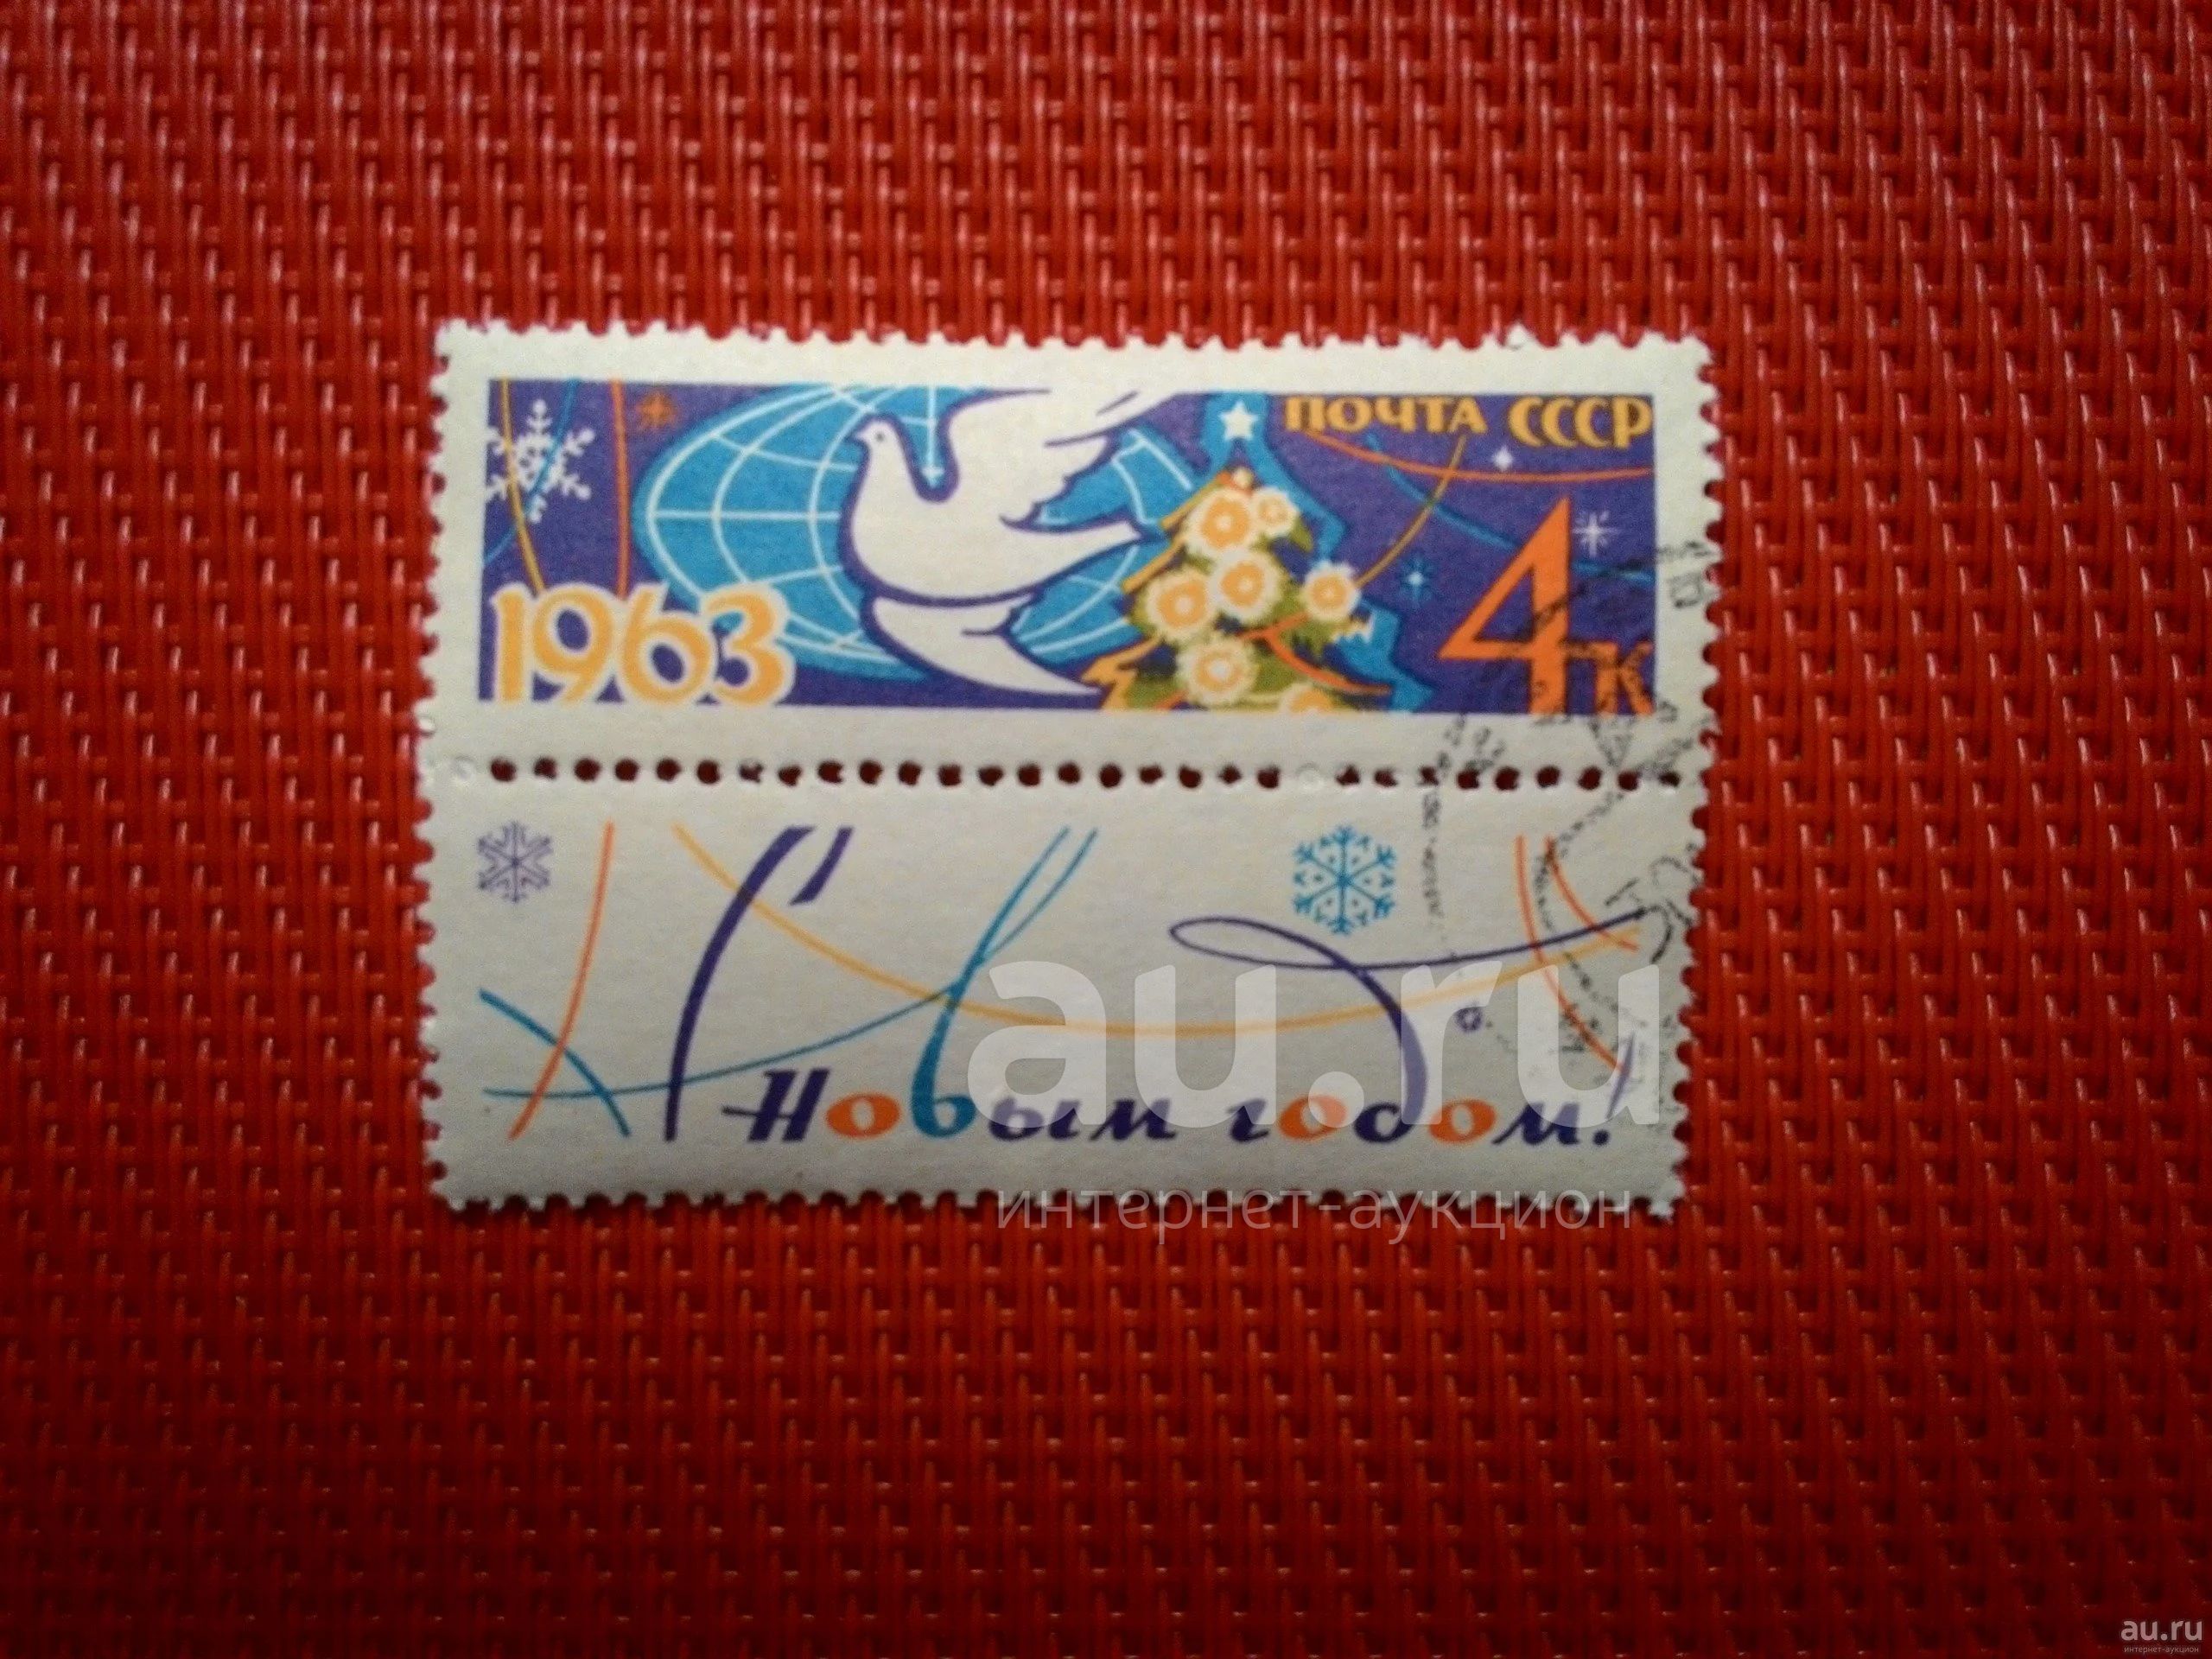 ПОЧТА СССР
4к
1963
С Новым годом!
au.ru
интернет-аукцион
au.ru
интернет-аукцион